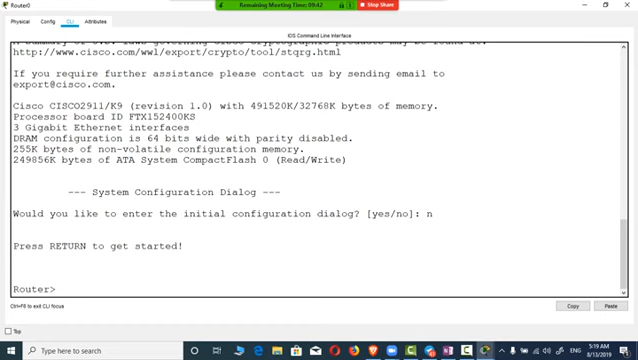 Router0
Remaining Meeting Time: 09:42
Stop Share
Physical Config CLI Attributes
IOS Command Line Interface
http://www.cisco.com/wwl/export/crypto/tool/stqrg.html
If you require further assistance please contact us by sending email to
export@cisco.com.
Cisco CISCO2911/K9 (revision 1.0) with 491520K/32768K bytes of memory.
Processor board ID FTX152400KS
3 Gigabit Ethernet interfaces
DRAM configuration is 64 bits wide with parity disabled.
255K bytes of non-volatile configuration memory.
249856K bytes of ATA System CompactFlash 0 (Read/Write)
--- System Configuration Dialog ---
Would you like to enter the initial configuration dialog? [yes/no]: n
Press RETURN to get started!
Router>
Ctrl+F6 to exit CLI focus
Copy Paste
Top
Type here to search
5:19 AM
8/13/2019